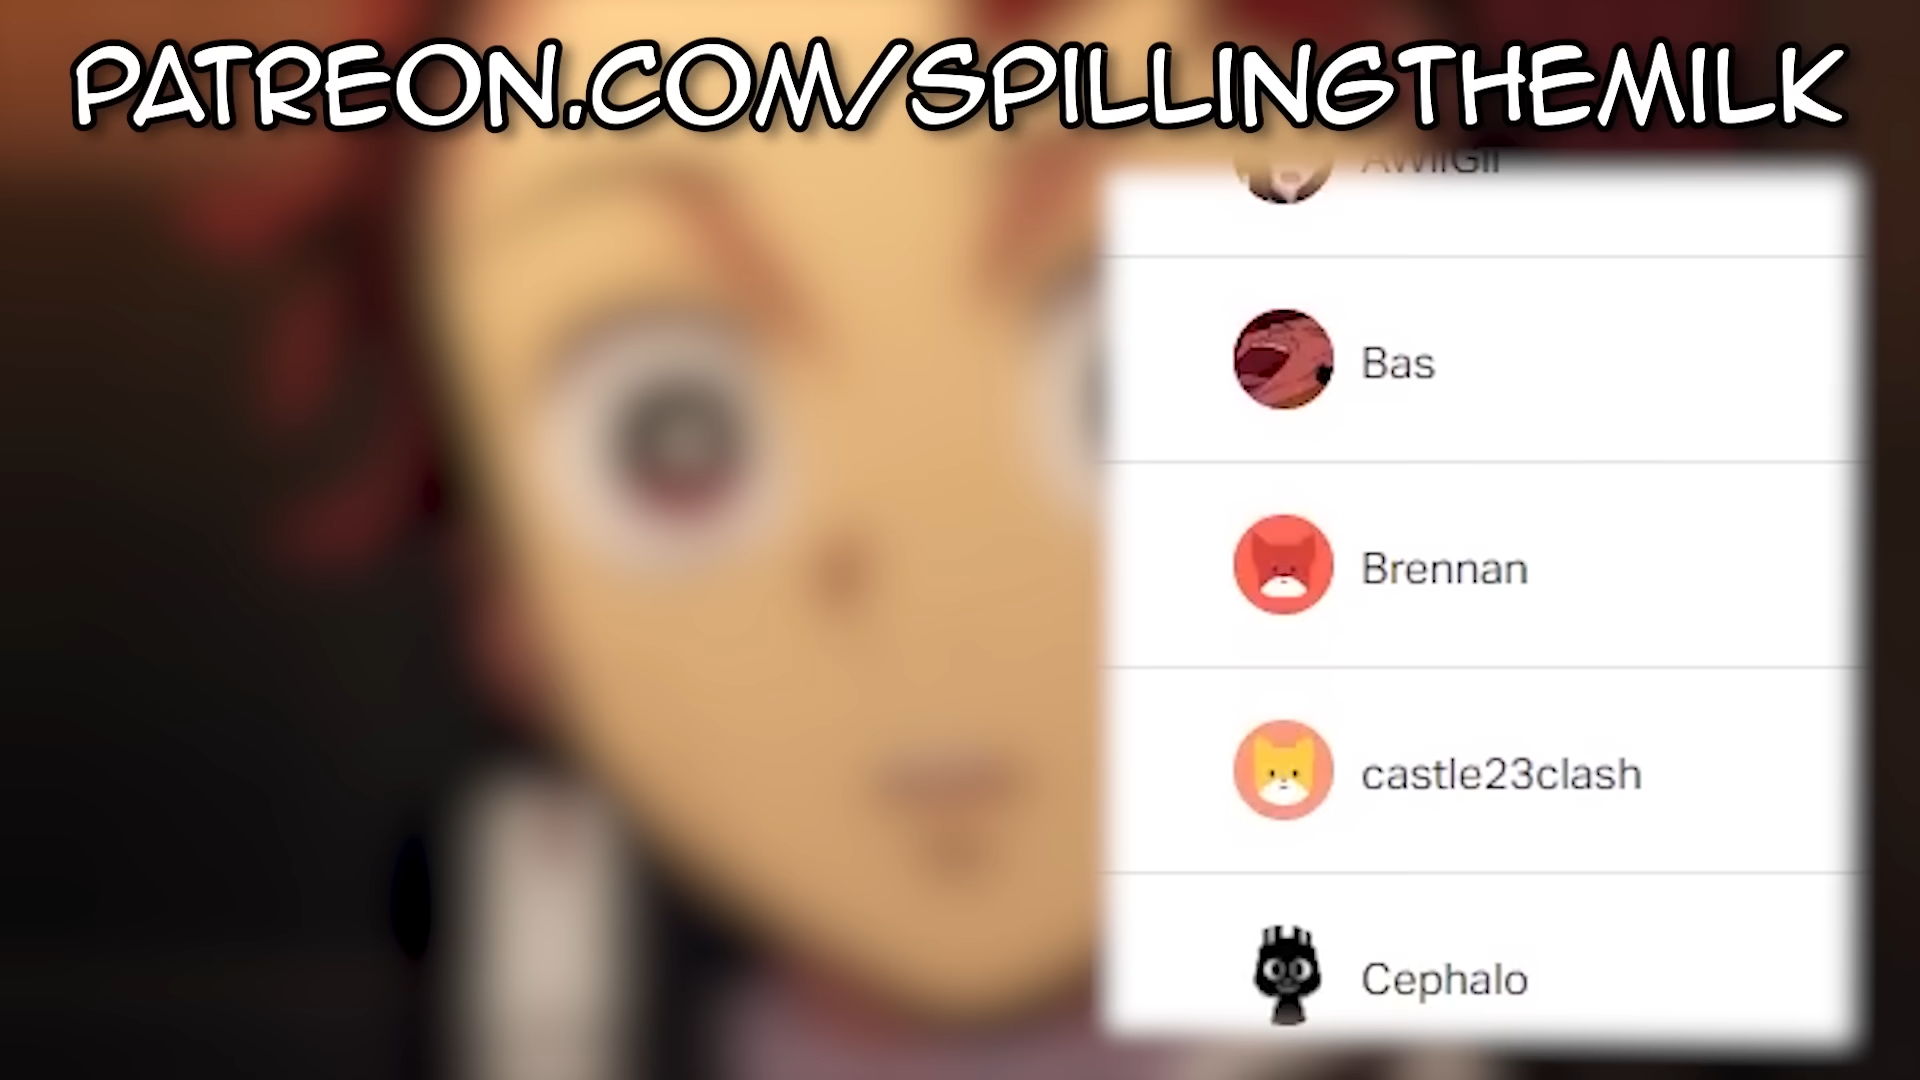 PATREON.COM/SPILLINGTHEMILK
Bas
Brennan
castle23clash
Cephalo